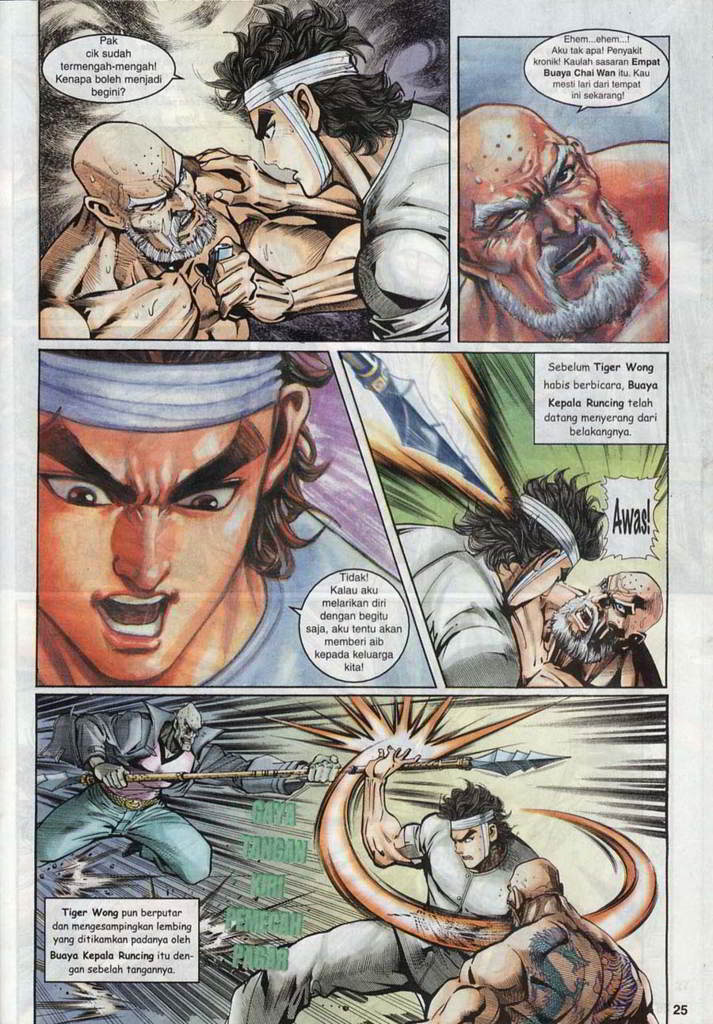 Pak
cik sudah
termengah-mengah!
Kenapa boleh menjadi
begini?
Ehem...ehem...!
Aku tak apa! Penyakit
kronik! Kaulah sasaran Empat
Buaya Chai Wan itu. Kau
mesti lari dari tempat
ini sekarang!
Tidak!
Kalau aku
melarikan diri
dengan begitu
saja, aku tentu akan
memberi aib
kepada keluarga
kita!
Sebelum Tiger Wong
habis berbicara, Buaya
Kepala Runcing telah
datang menyerang dari
belakangnya.
Awas!
GAYA
TANGAN
KIRI
PEMECAH
PAGAR
Tiger Wong pun berputar
dan mengesampingkan lembing
yang ditikamkan padanya oleh
Buaya Kepala Runcing itu den-
gan sebelah tangannya.
25